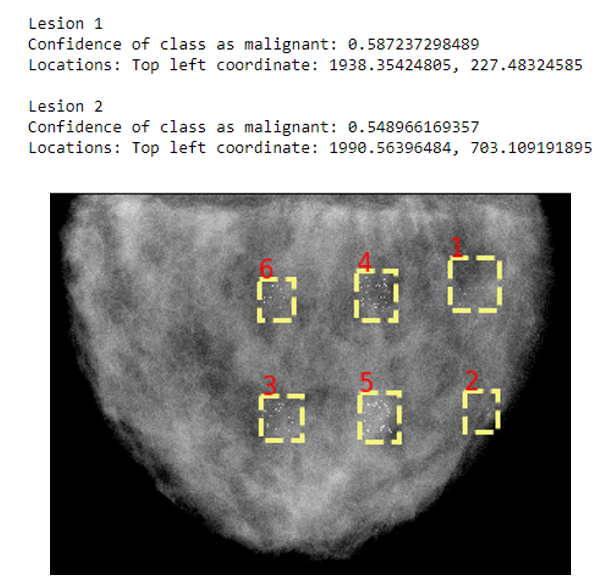 Lesion 1
Confidence of class as malignant: 0.587237298489
Locations: Top left coordinate: 1938.35424805, 227.48324585
Lesion 2
Confidence of class as malignant: 0.548966169357
Locations: Top left coordinate: 1990.56396484, 703.109191895
1
6 4
3 5 2